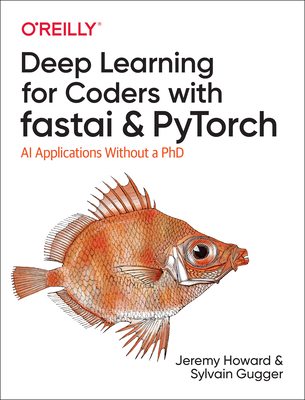 O'REILLY®
Deep Learning
for Coders with
fastai & PyTorch
AI Applications Without a PhD
Jeremy Howard &
Sylvain Gugger